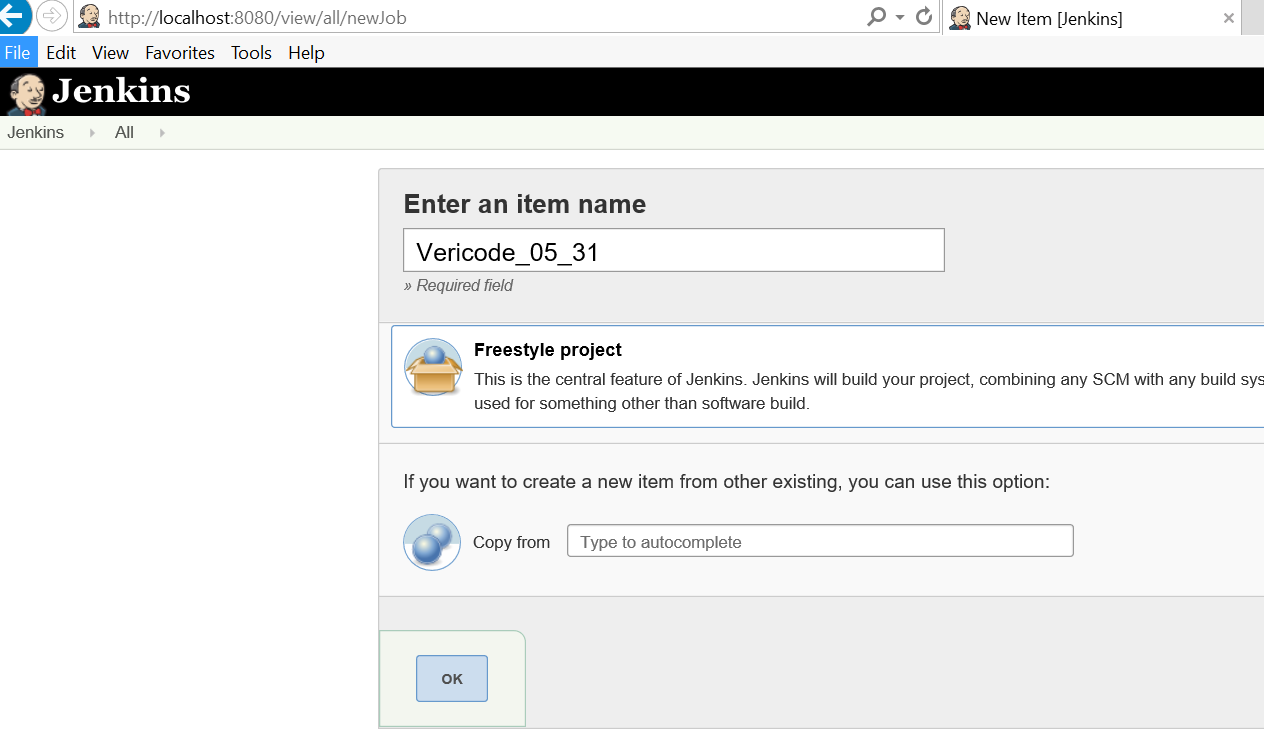 http://localhost:8080/view/all/newJob
New Item [Jenkins]
File Edit View Favorites Tools Help
Jenkins
Jenkins All
Enter an item name
Vericode_05_31
» Required field
Freestyle project
This is the central feature of Jenkins. Jenkins will build your project, combining any SCM with any build sys
used for something other than software build.
If you want to create a new item from other existing, you can use this option:
Copy from Type to autocomplete
OK